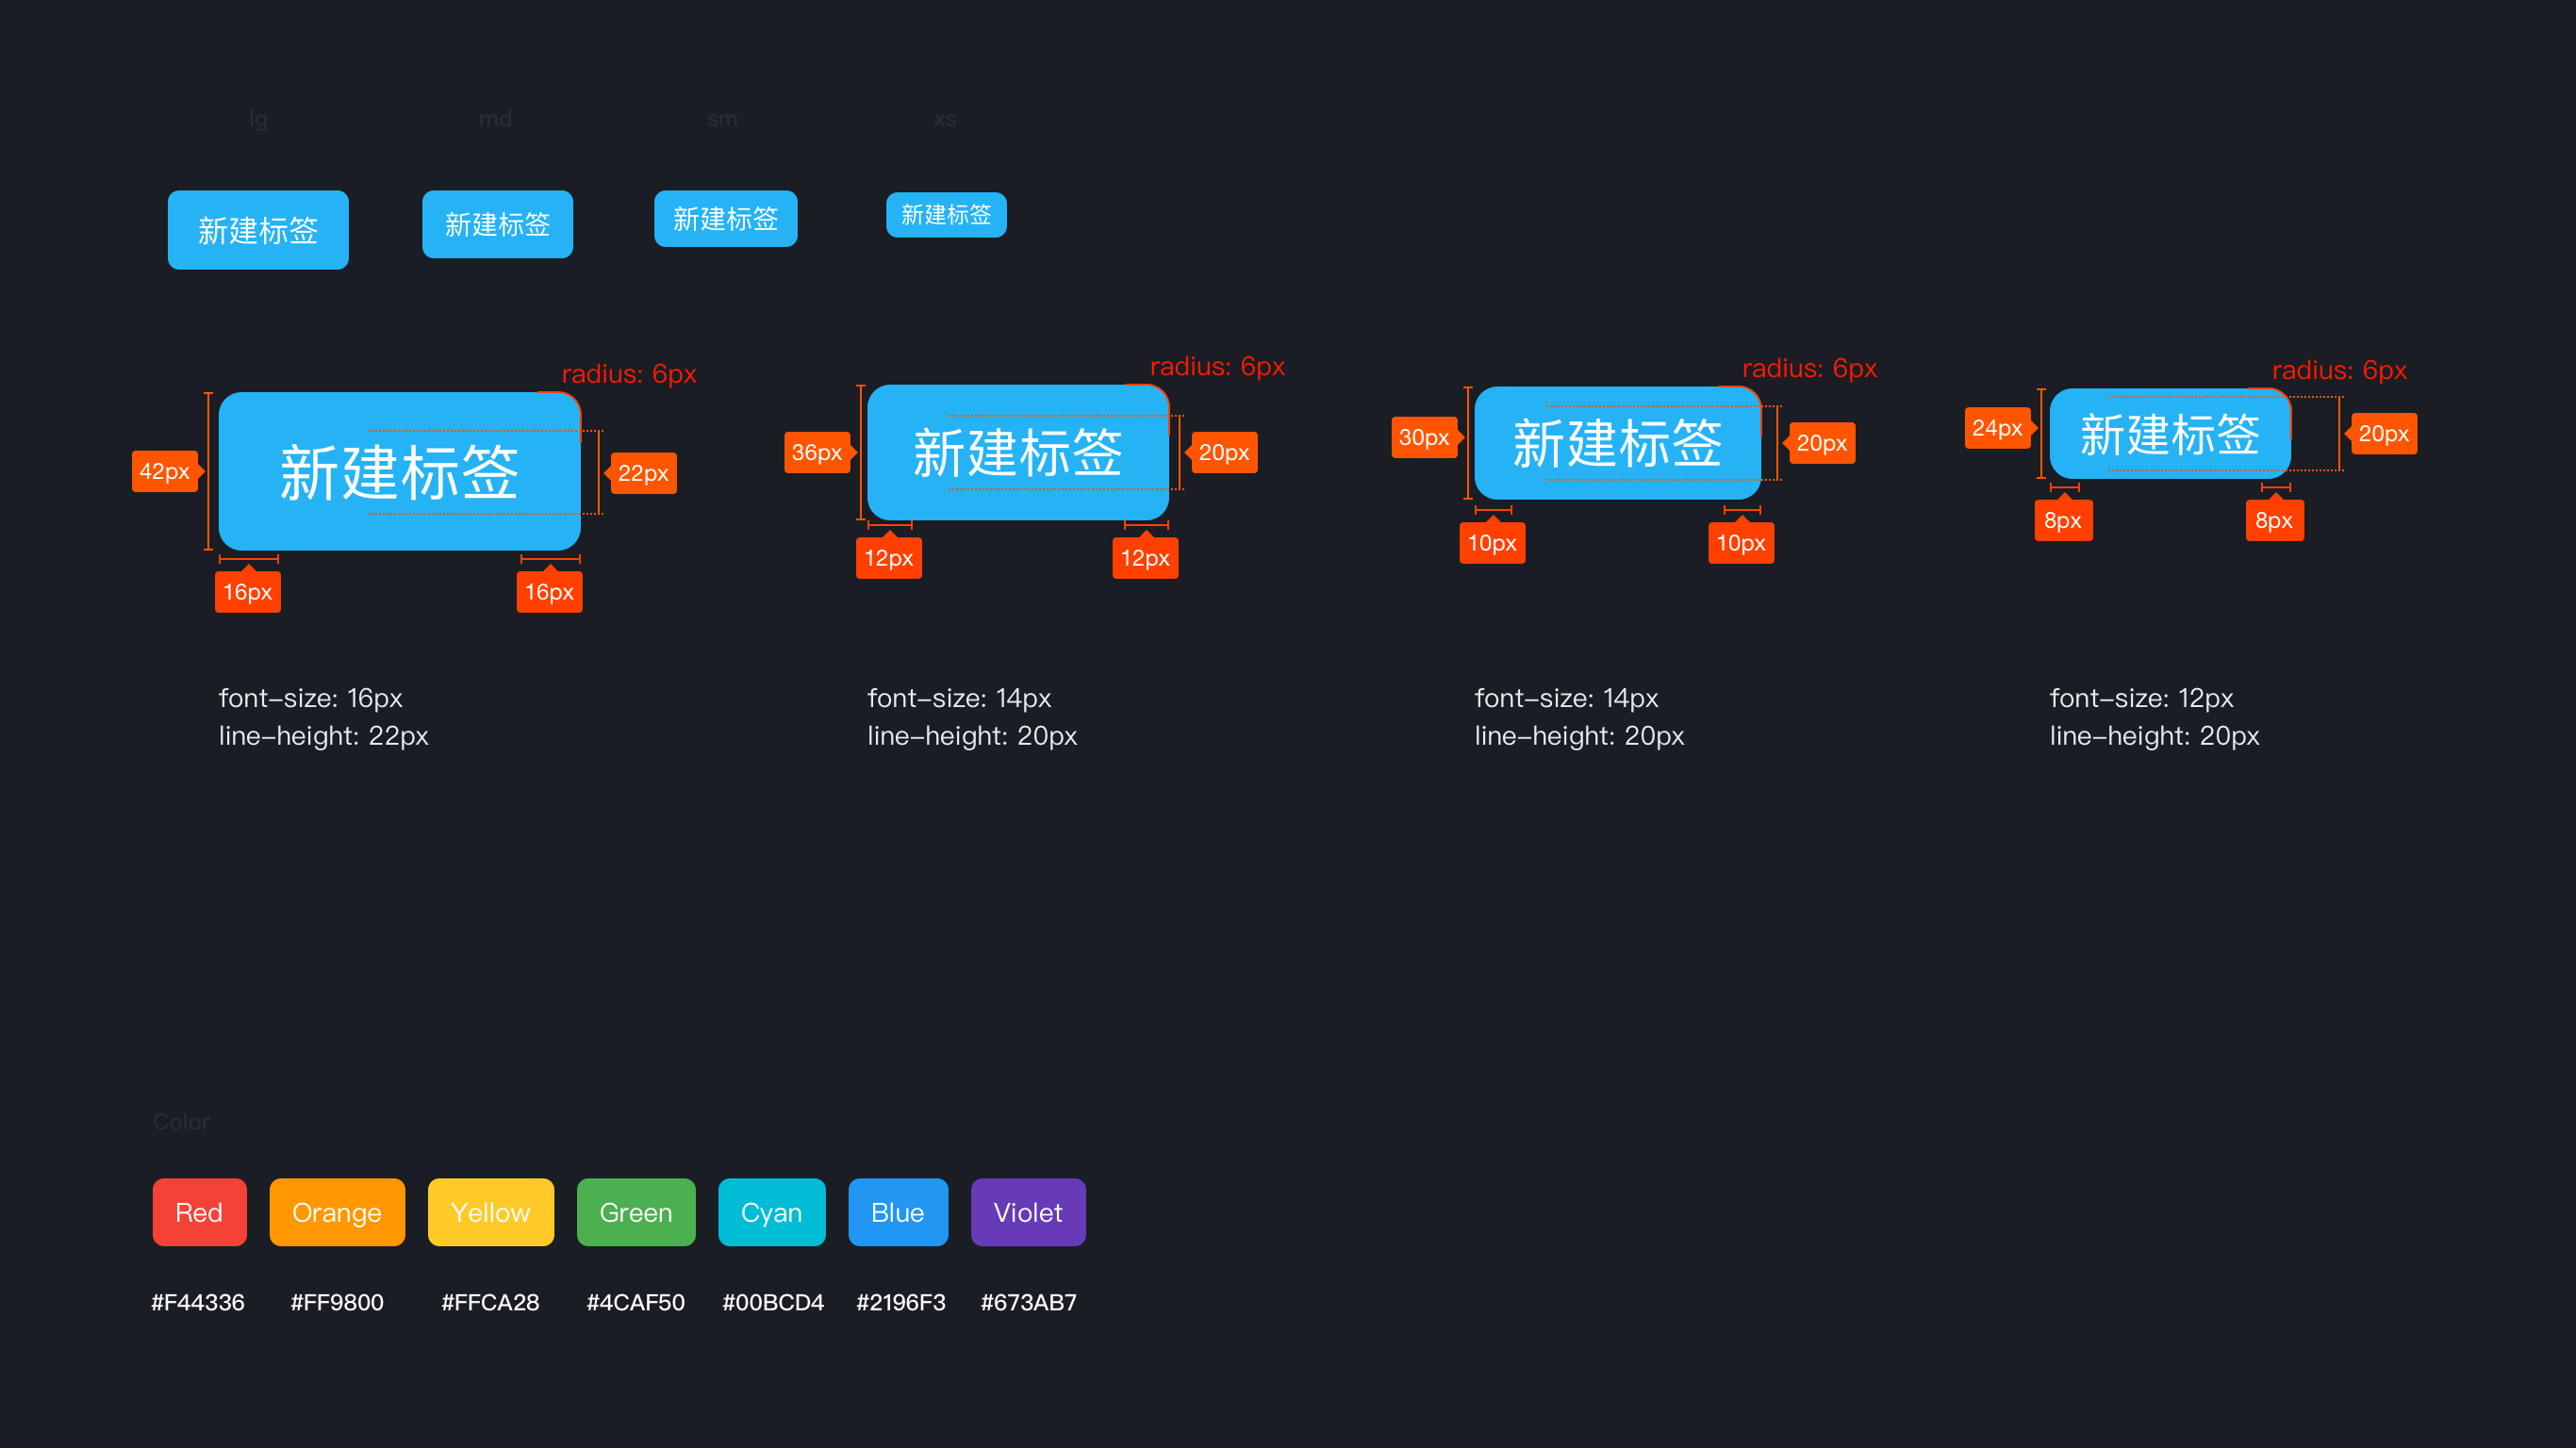 lg
md
sm
xs
新建标签
新建标签
新建标签
新建标签
radius: 6px
radius: 6px
radius: 6px
radius: 6px
42px
新建标签
22px
36px
新建标签
20px
30px
新建标签
20px
24px
新建标签
20px
16px
16px
12px
12px
10px
10px
8px
8px
font-size: 16px
line-height: 22px
font-size: 14px
line-height: 20px
font-size: 14px
line-height: 20px
font-size: 12px
line-height: 20px
Color
Red
Orange
Yellow
Green
Cyan
Blue
Violet
#F44336
#FF9800
#FFCA28
#4CAF50
#00BCD4
#2196F3
#673AB7